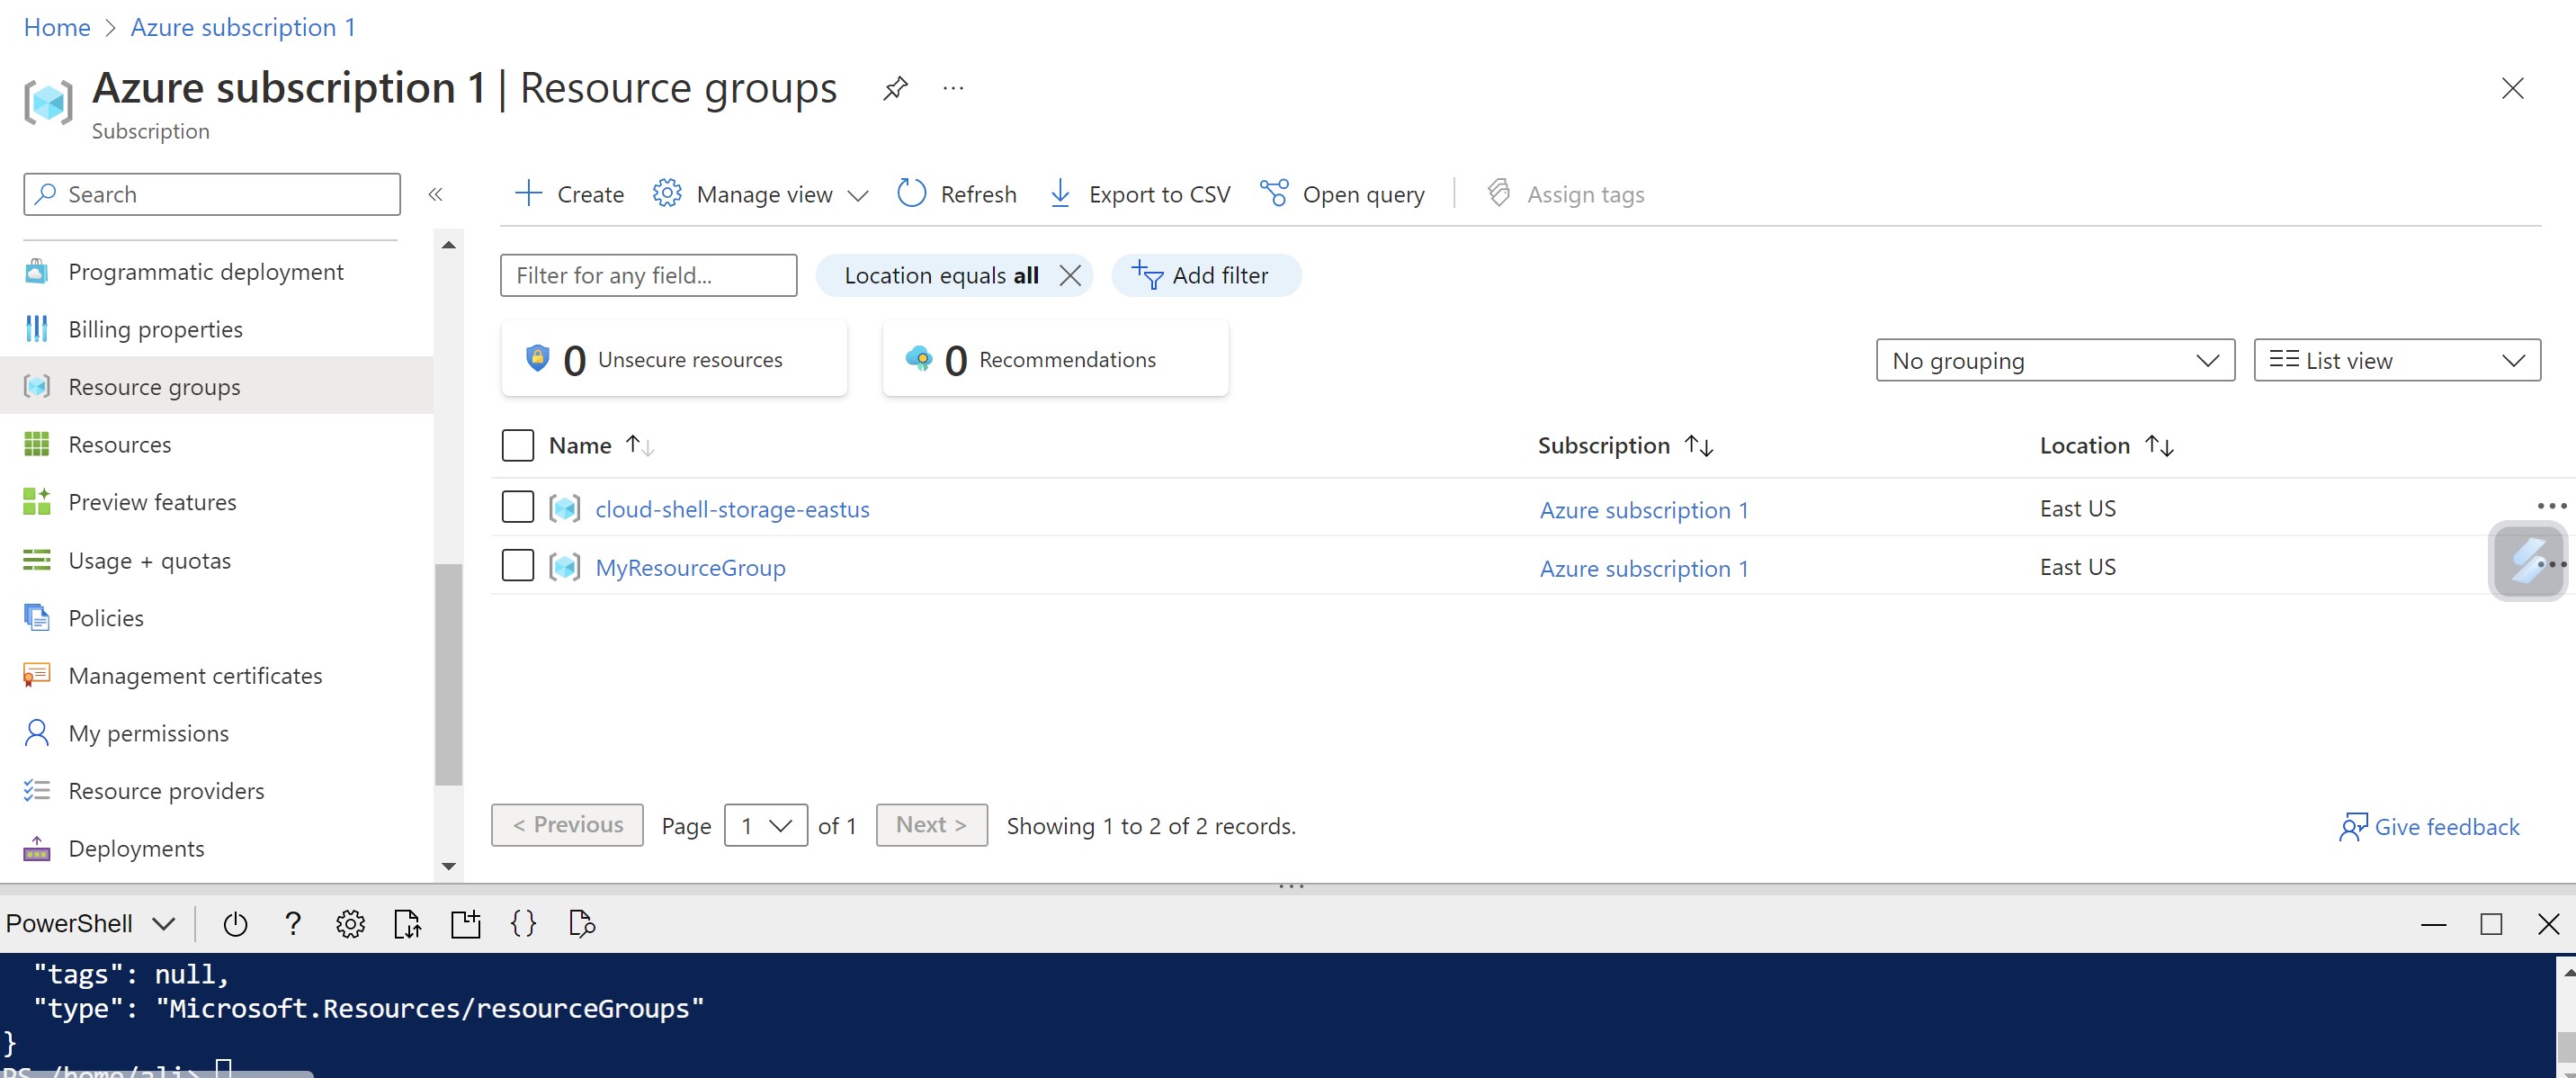 Home > Azure subscription 1
Azure subscription 1 | Resource groups ...
Subscription
Search «
Create Manage view Refresh Export to CSV Open query Assign tags
Programmatic deployment
Billing properties
Resource groups
Resources
Preview features
Usage + quotas
Policies
Management certificates
My permissions
Resource providers
Deployments
Filter for any field... Location equals all Add filter
0 Unsecure resources 0 Recommendations No grouping List view
Name Subscription Location
cloud-shell-storage-eastus Azure subscription 1 East US
MyResourceGroup Azure subscription 1 East US
< Previous Page 1 of 1 Next > Showing 1 to 2 of 2 records. Give feedback
PowerShell ? {}
"tags": null,
"type": "Microsoft.Resources/resourceGroups"
}
PS /home/ali>